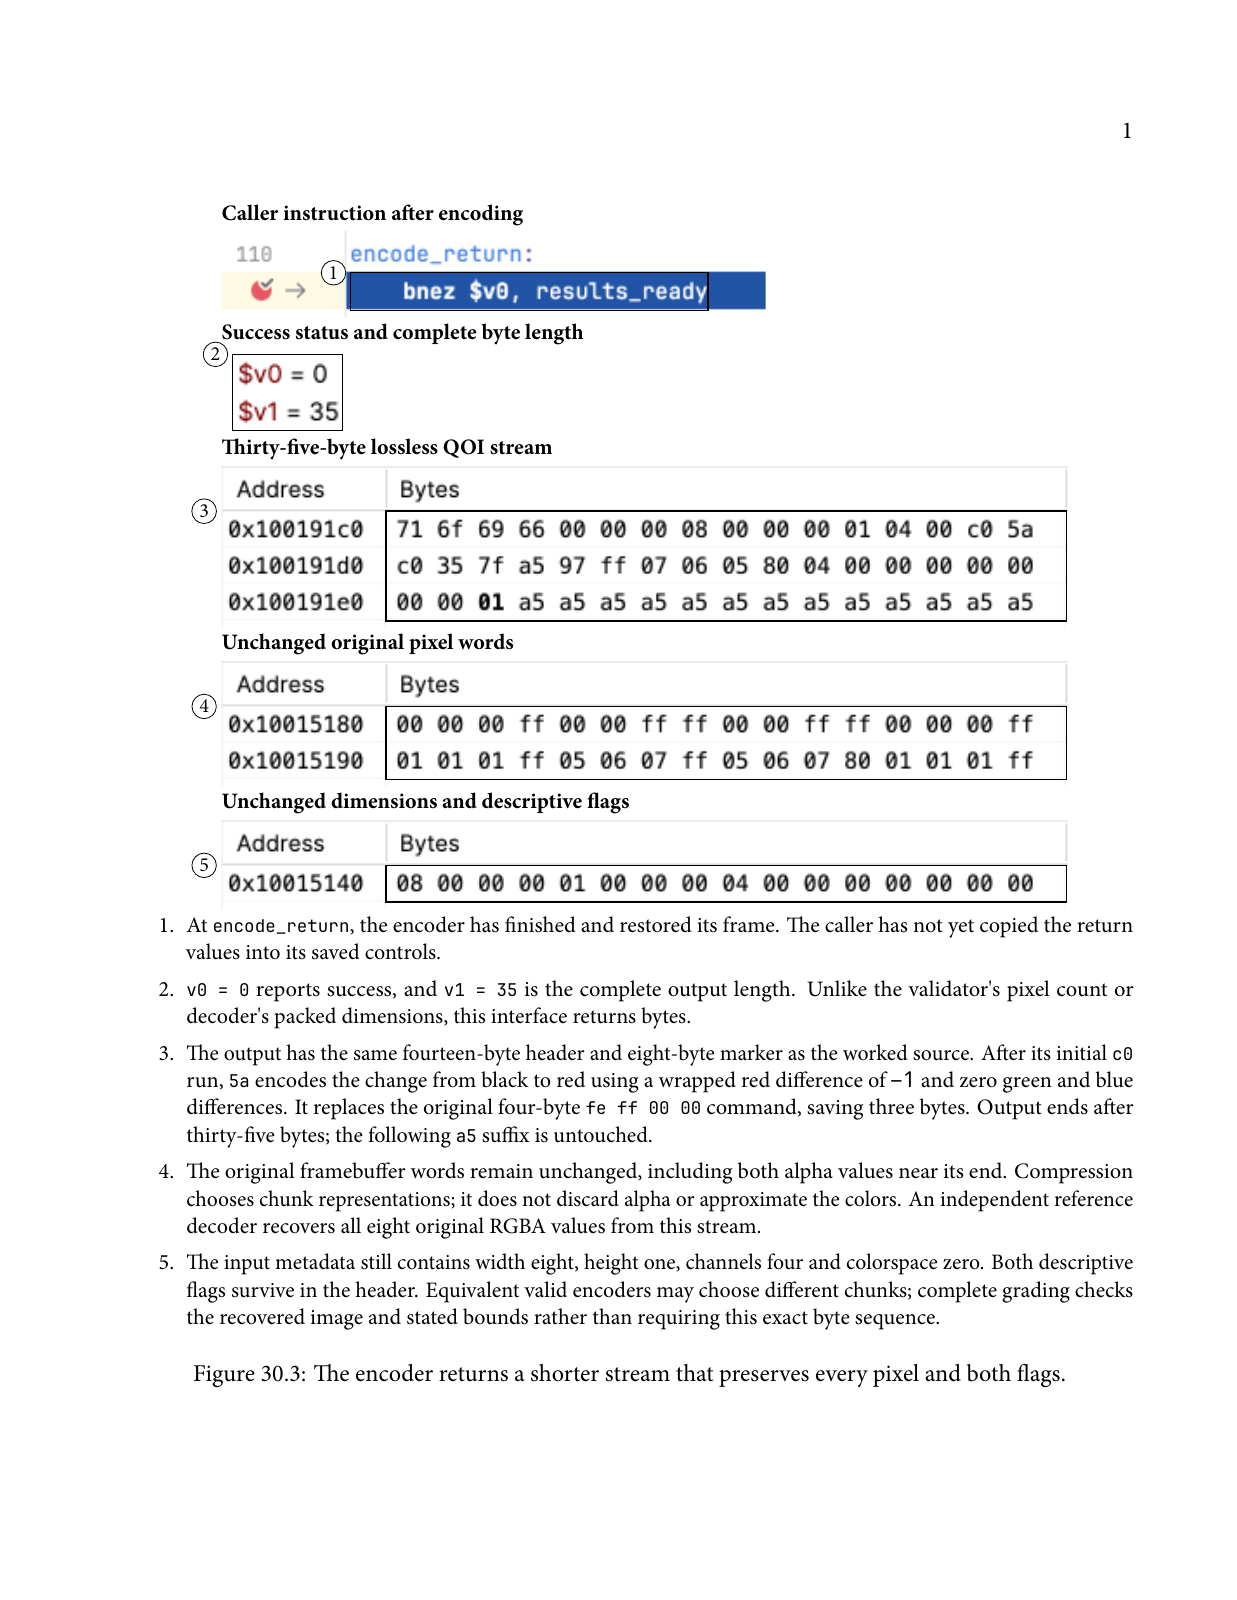 1
Caller instruction after encoding
110 encode_return:
1 bnez $v0, results_ready
Success status and complete byte length
2
$v0 = 0
$v1 = 35
Thirty-five-byte lossless QOI stream
Address Bytes
3
0x100191c0 71 6f 69 66 00 00 00 08 00 00 00 01 04 00 c0 5a
0x100191d0 c0 35 7f a5 97 ff 07 06 05 80 04 00 00 00 00 00
0x100191e0 00 00 01 a5 a5 a5 a5 a5 a5 a5 a5 a5 a5 a5 a5 a5
Unchanged original pixel words
Address Bytes
4
0x10015180 00 00 00 ff 00 00 ff ff 00 00 ff ff 00 00 00 ff
0x10015190 01 01 01 ff 05 06 07 ff 05 06 07 80 01 01 01 ff
Unchanged dimensions and descriptive flags
Address Bytes
5
0x10015140 08 00 00 00 01 00 00 00 04 00 00 00 00 00 00 00
1. At encode_return, the encoder has finished and restored its frame. The caller has not yet copied the return
values into its saved controls.
2. v0 = 0 reports success, and v1 = 35 is the complete output length. Unlike the validator's pixel count or
decoder's packed dimensions, this interface returns bytes.
3. The output has the same fourteen-byte header and eight-byte marker as the worked source. After its initial c0
run, 5a encodes the change from black to red using a wrapped red difference of −1 and zero green and blue
differences. It replaces the original four-byte fe ff 00 00 command, saving three bytes. Output ends after
thirty-five bytes; the following a5 suffix is untouched.
4. The original framebuffer words remain unchanged, including both alpha values near its end. Compression
chooses chunk representations; it does not discard alpha or approximate the colors. An independent reference
decoder recovers all eight original RGBA values from this stream.
5. The input metadata still contains width eight, height one, channels four and colorspace zero. Both descriptive
flags survive in the header. Equivalent valid encoders may choose different chunks; complete grading checks
the recovered image and stated bounds rather than requiring this exact byte sequence.
Figure 30.3: The encoder returns a shorter stream that preserves every pixel and both flags.